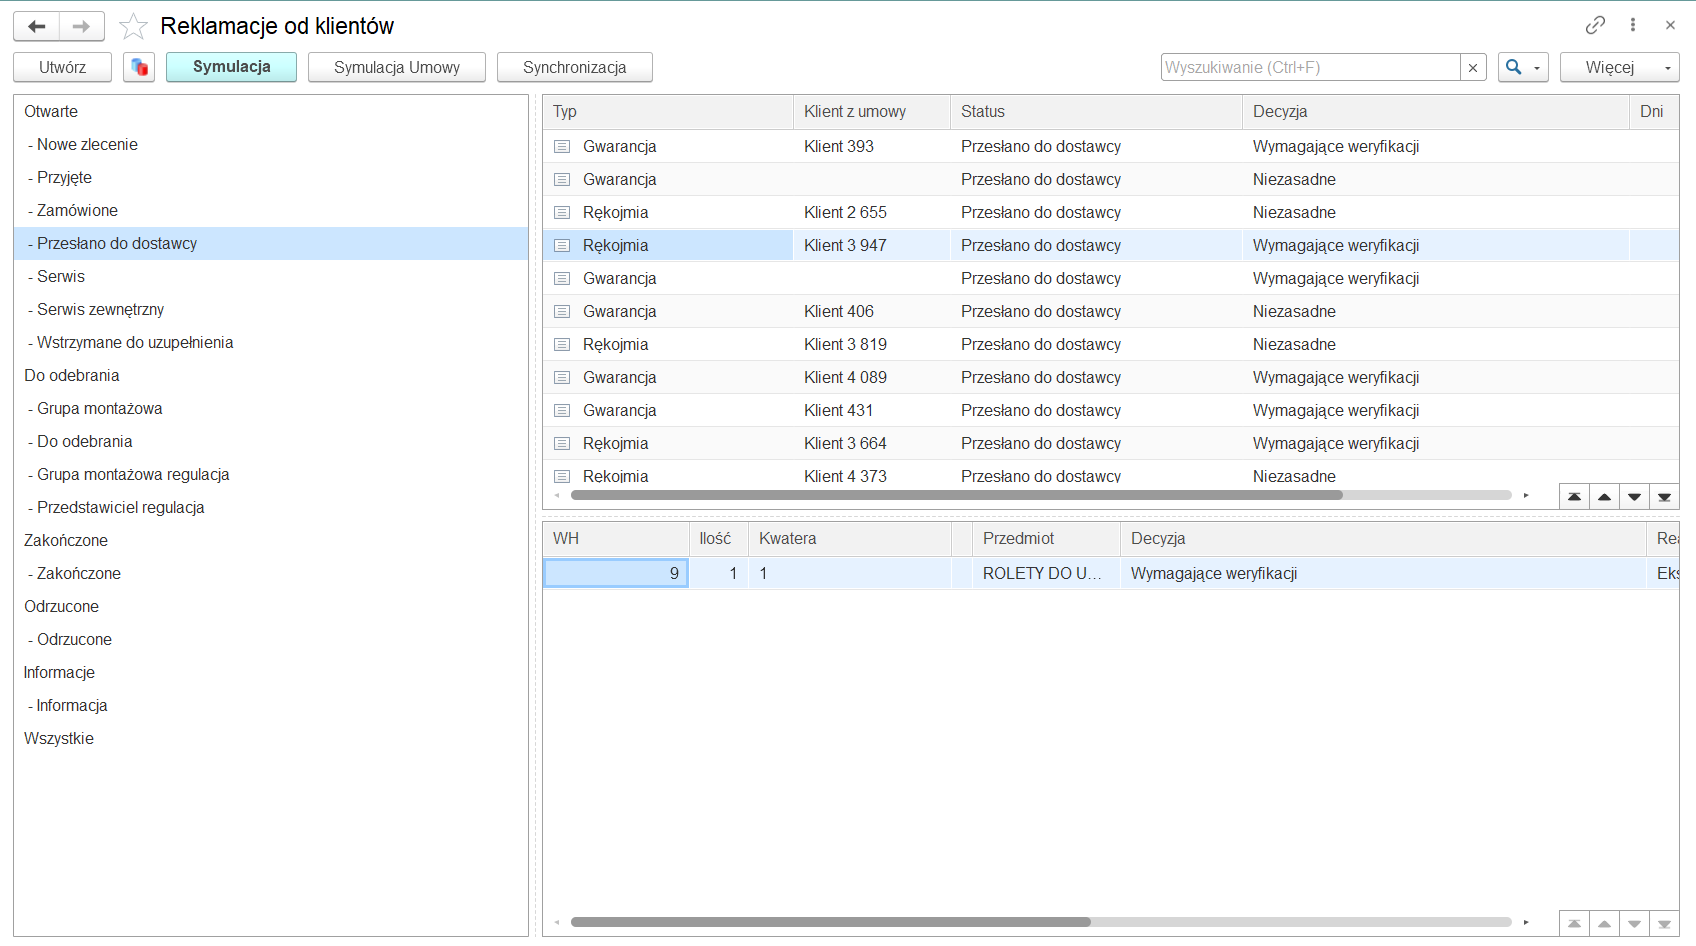 Reklamacje od klientów
Utwórz Symulacja Symulacja Umowy Synchronizacja Wyszukiwanie (Ctrl+F) Więcej
Otwarte
- Nowe zlecenie
- Przyjęte
- Zamówione
- Przesłano do dostawcy
- Serwis
- Serwis zewnętrzny
- Wstrzymane do uzupełnienia
Do odebrania
- Grupa montażowa
- Do odebrania
- Grupa montażowa regulacja
- Przedstawiciel regulacja
Zakończone
- Zakończone
Odrzucone
- Odrzucone
Informacje
- Informacja
Wszystkie
Typ Klient z umowy Status Decyzja Dni
Gwarancja Klient 393 Przesłano do dostawcy Wymagające weryfikacji
Gwarancja Przesłano do dostawcy Niezasadne
Rękojmia Klient 2 655 Przesłano do dostawcy Niezasadne
Rękojmia Klient 3 947 Przesłano do dostawcy Wymagające weryfikacji
Gwarancja Przesłano do dostawcy Wymagające weryfikacji
Gwarancja Klient 406 Przesłano do dostawcy Niezasadne
Rękojmia Klient 3 819 Przesłano do dostawcy Niezasadne
Gwarancja Klient 4 089 Przesłano do dostawcy Wymagające weryfikacji
Gwarancja Klient 431 Przesłano do dostawcy Wymagające weryfikacji
Rękojmia Klient 3 664 Przesłano do dostawcy Wymagające weryfikacji
Rękojmia Klient 4 373 Przesłano do dostawcy Niezasadne
WH Ilość Kwatera Przedmiot Decyzja Rea
9 1 1 ROLETY DO U... Wymagające weryfikacji Eks